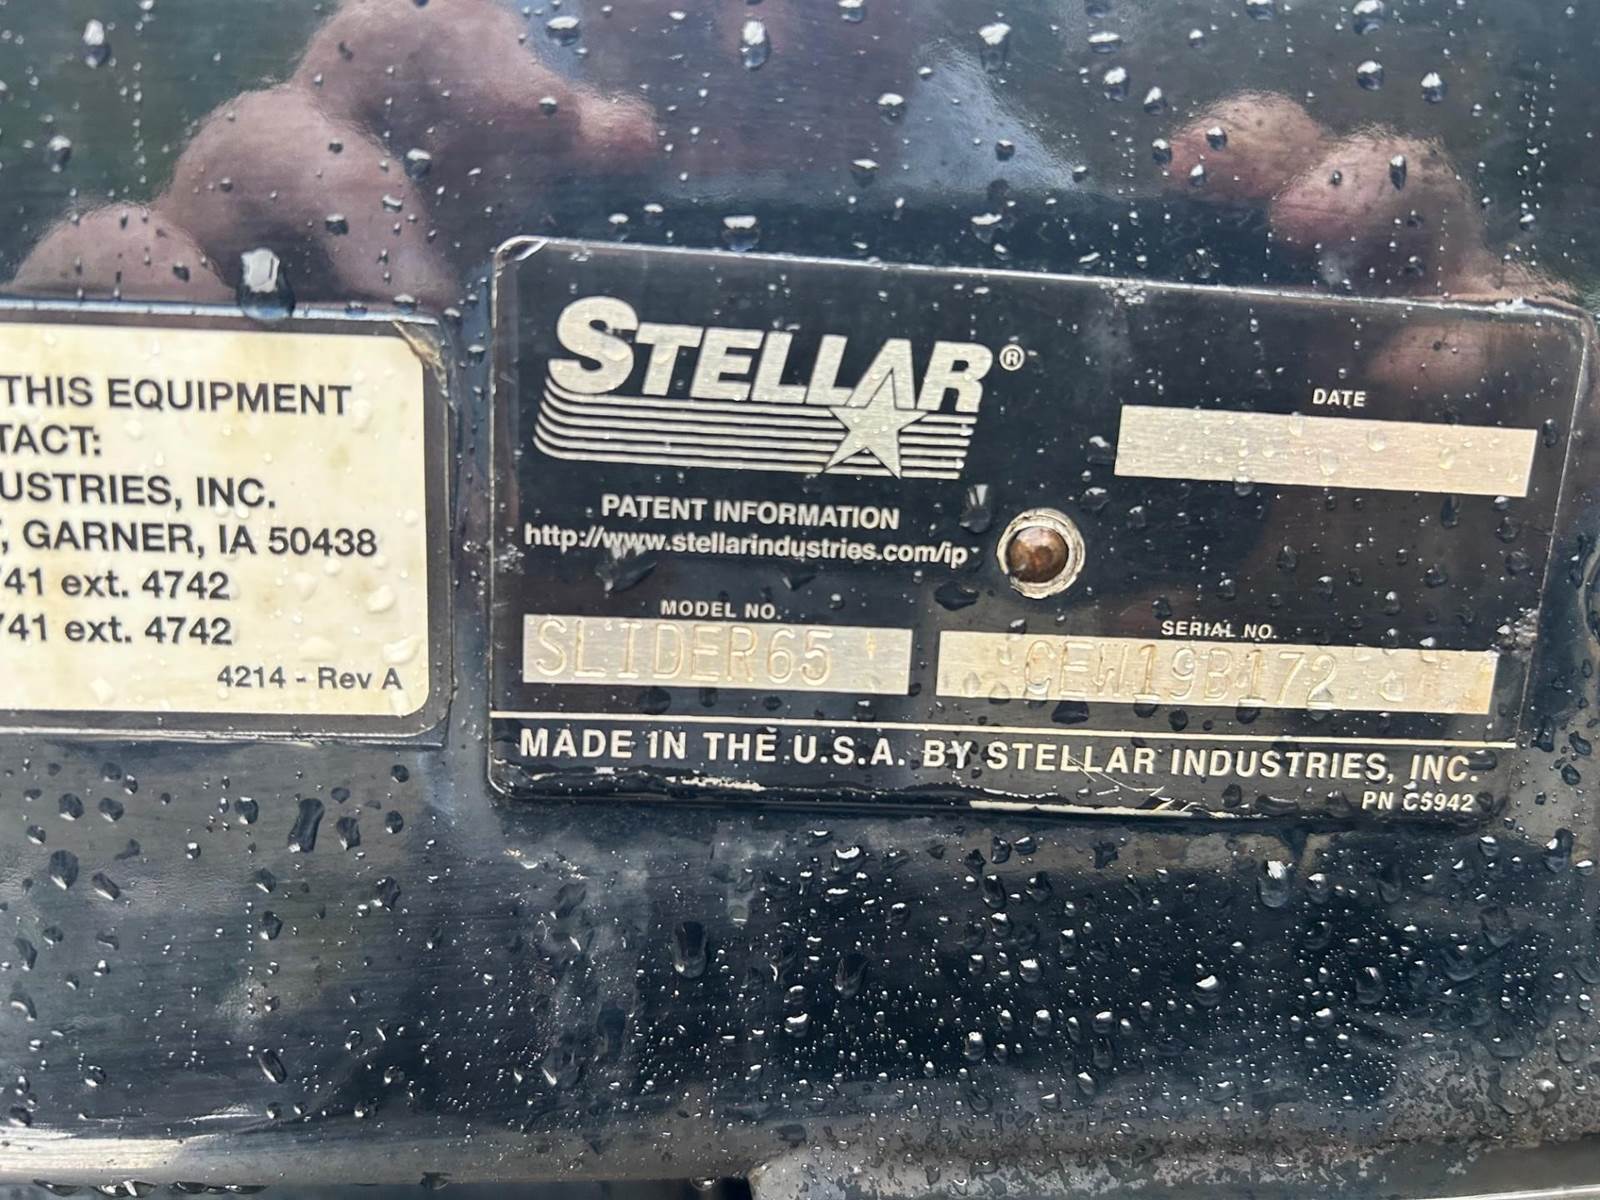 THIS EQUIPMENT
TACT:
USTRIES, INC.
, GARNER, IA 50438
741 ext. 4742
741 ext. 4742
4214 - Rev A
STELLAR®
DATE
PATENT INFORMATION
http://www.stellarindustries.com/ip
MODEL NO.
SLIDER65
SERIAL NO.
CEW19B172
MADE IN THE U.S.A. BY STELLAR INDUSTRIES, INC.
PN C5942